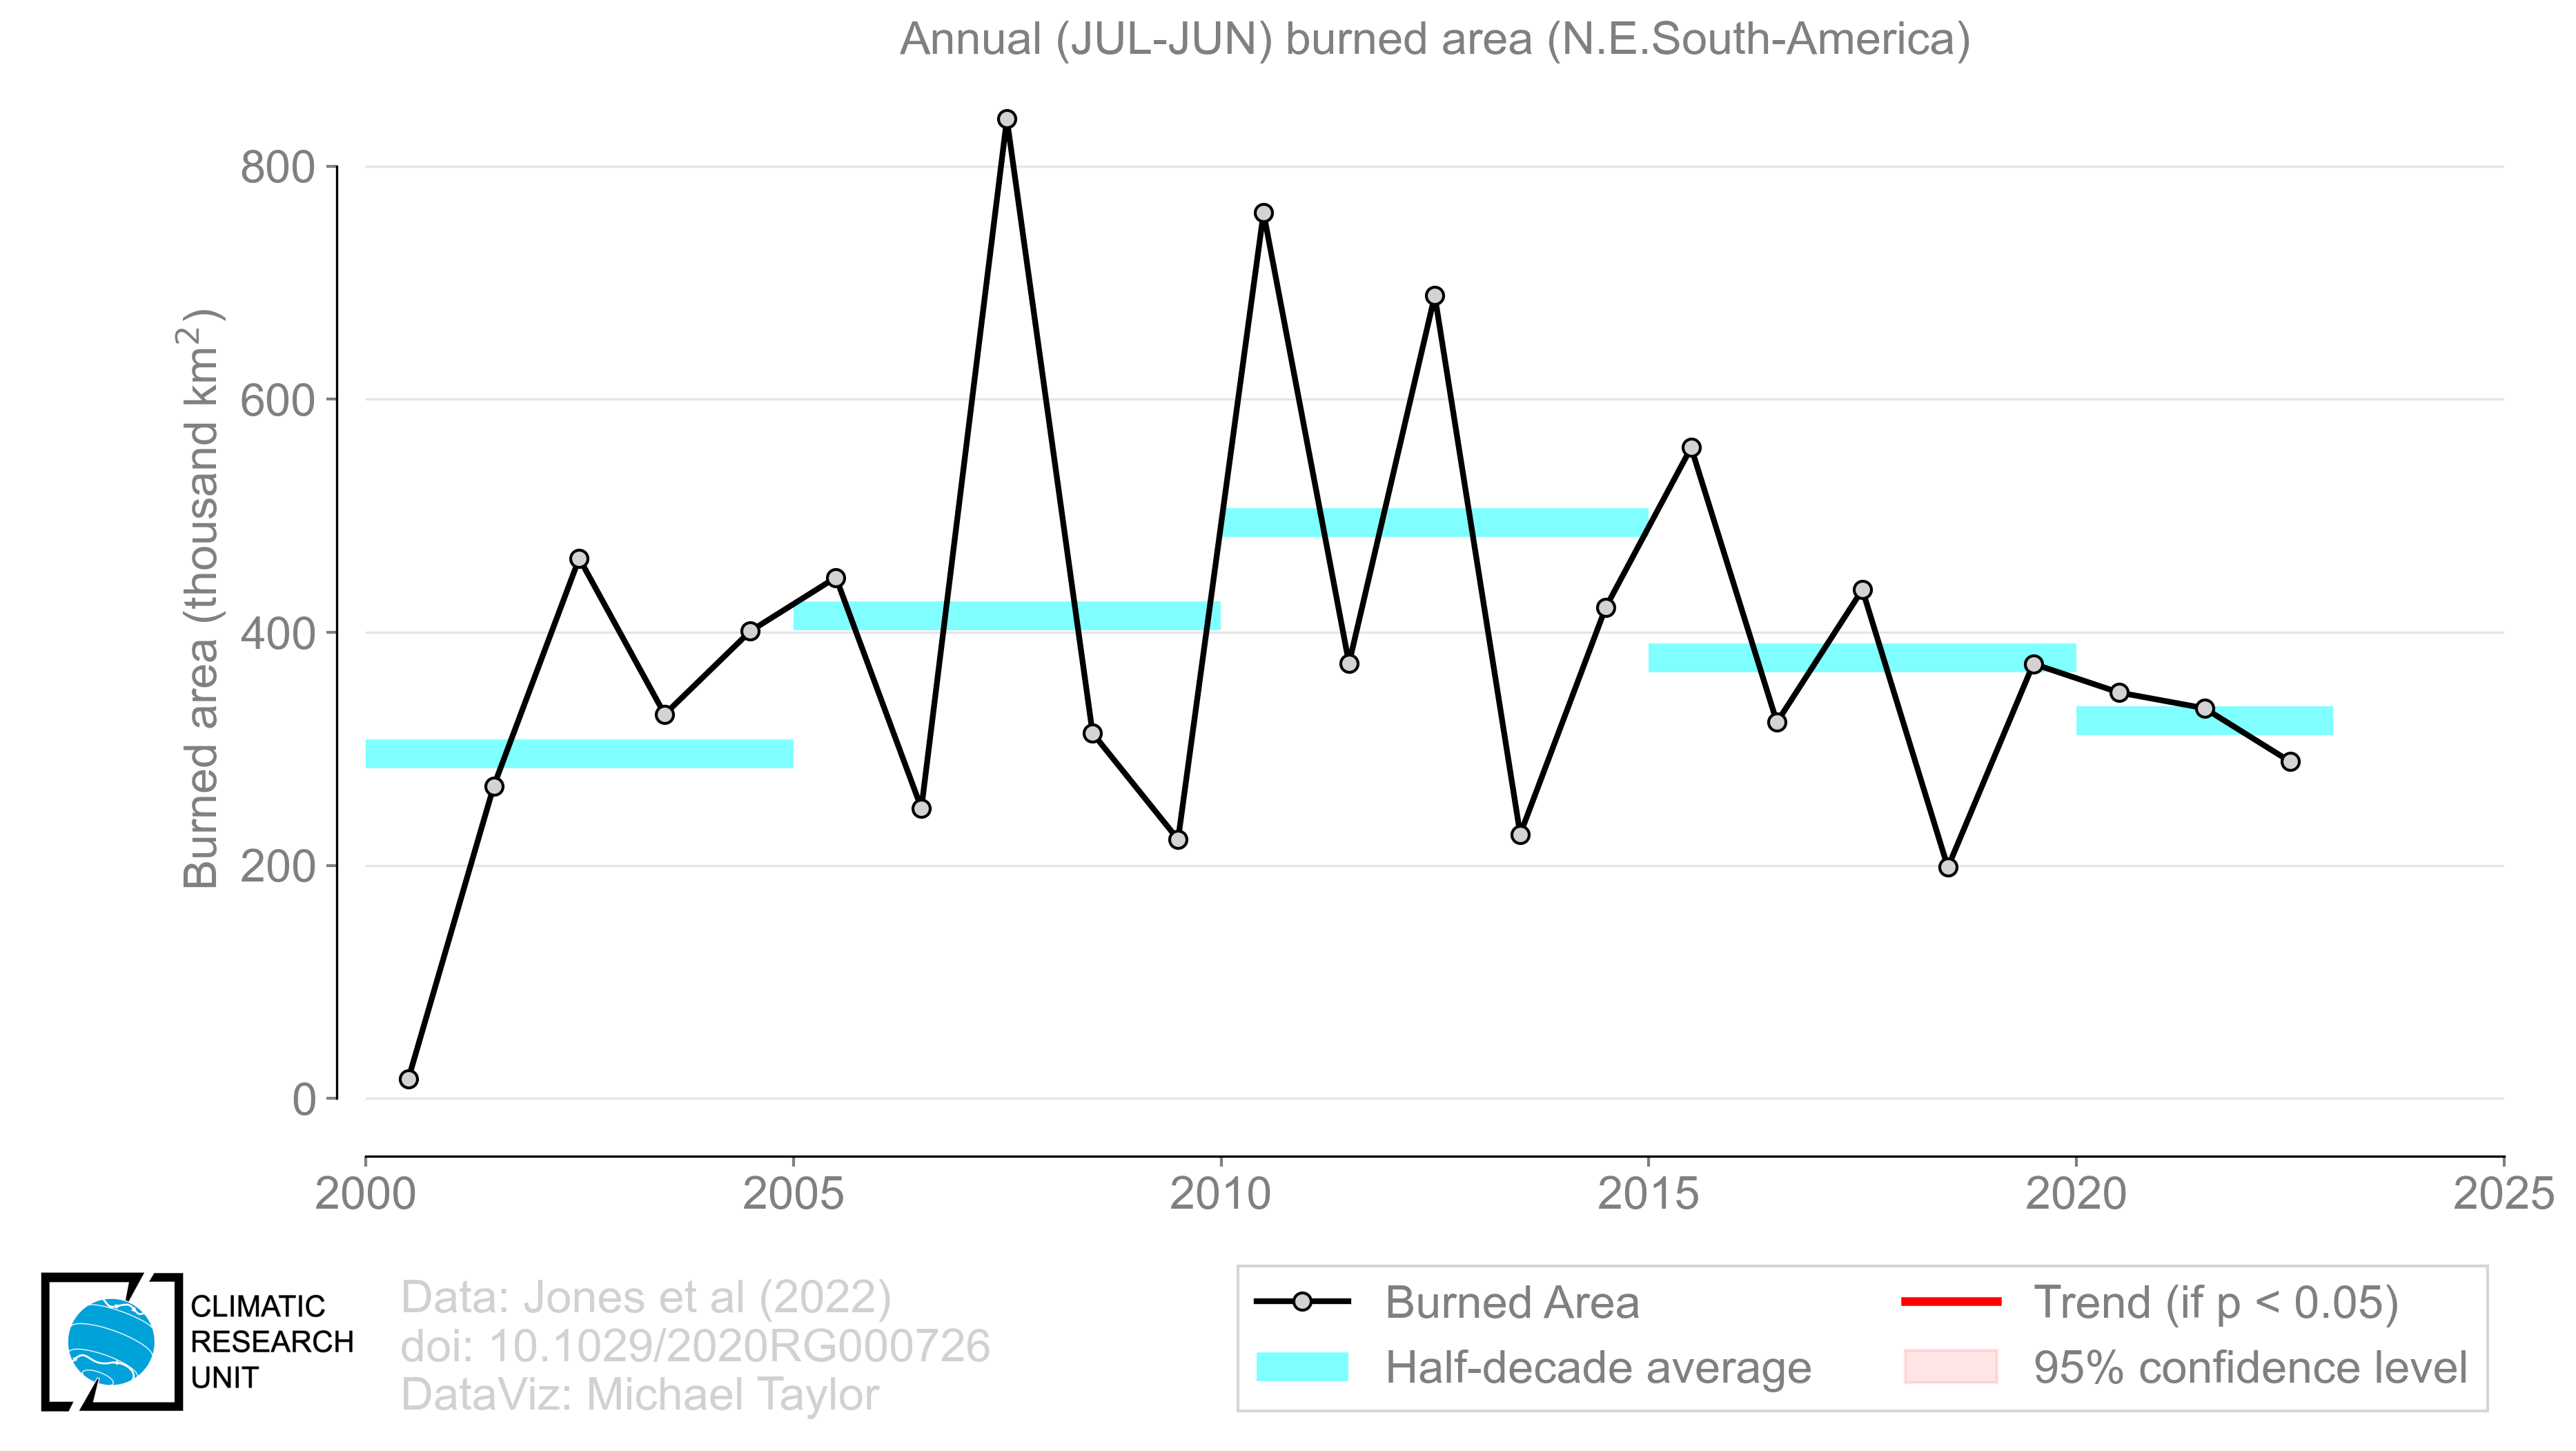 Annual (JUL-JUN) burned area (N.E.South-America)
Burned area (thousand km²)
800
600
400
200
0
2000
2005
2010
2015
2020
2025
CLIMATIC
RESEARCH
UNIT
Data: Jones et al (2022)
doi: 10.1029/2020RG000726
DataViz: Michael Taylor
Burned Area
Half-decade average
Trend (if p < 0.05)
95% confidence level